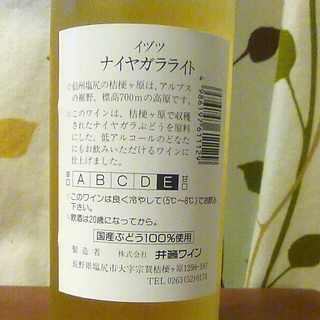 イヅツ
ナイヤガラライト
○信州塩尻の桔梗ヶ原は、アルプス
の裾野、標高700mの高原です。
○このワインは、桔梗ヶ原で収穫
されたナイヤガラぶどうを原料
にした、低アルコールのどなた
にもお飲みいただけるワインに
仕上げました。
辛口 A B C D E 甘口
○このワインは良く冷やして(5℃〜8℃)でお飲み
下さい。
○飲酒は20歳になってから。
国産ぶどう100%使用
製造者 株式会社 井筒ワイン
長野県塩尻市大字宗賀桔梗ヶ原1298-187
TEL 0263(52)0174